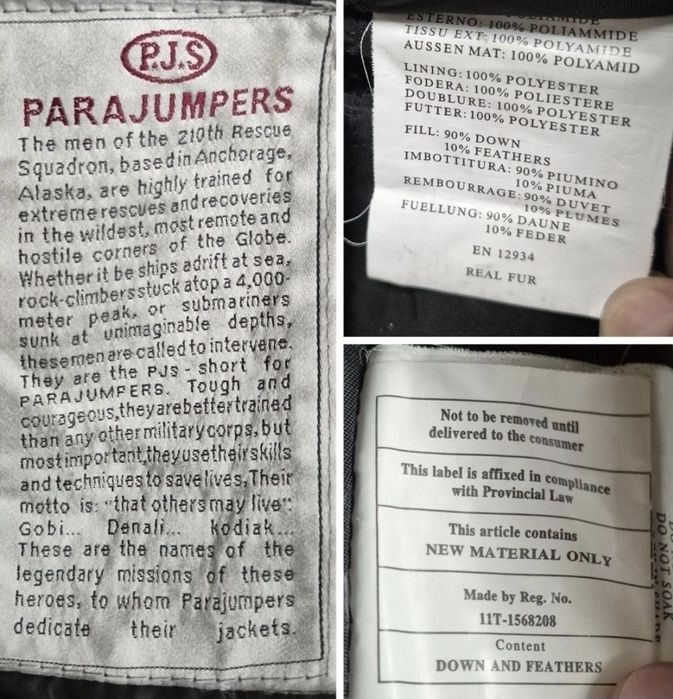 P.J.S
PARAJUMPERS
The men of the 210th Rescue
Squadron, based in Anchorage,
Alaska, are highly trained for
extreme rescues and recoveries
in the wildest, most remote and
hostile corners of the Globe.
Whether it be ships adrift at sea,
rock-climbers stuck atop a 4,000-
meter peak, or submariners
sunk at unimaginable depths,
these men are called to intervene.
They are the PJS - short for
PARAJUMPERS. Tough and
courageous, they are better trained
than any other military corps, but
most important, they use their skills
and techniques to save lives, Their
motto is: "that others may live":
Gobi... Denali... kodiak...
These are the names of the
legendary missions of these
heroes, to whom Parajumpers
dedicate their jackets.
ESTERNO: 100% POLIAMMIDE
TISSU EXT: 100% POLYAMIDE
AUSSEN MAT: 100% POLYAMID
LINING: 100% POLYESTER
FODERA: 100% POLIESTERE
DOUBLURE: 100% POLYESTER
FUTTER: 100% POLYESTER
FILL: 90% DOWN
10% FEATHERS
IMBOTTITURA: 90% PIUMINO
10% PIUMA
REMBOURRAGE: 90% DUVET
10% PLUMES
FUELLUNG: 90% DAUNE
10% FEDER
EN 12934
REAL FUR
Not to be removed until
delivered to the consumer
This label is affixed in compliance
with Provincial Law
This article contains
NEW MATERIAL ONLY
Made by Reg. No.
11T-1568208
Content
DOWN AND FEATHERS
DO NOT SOAK